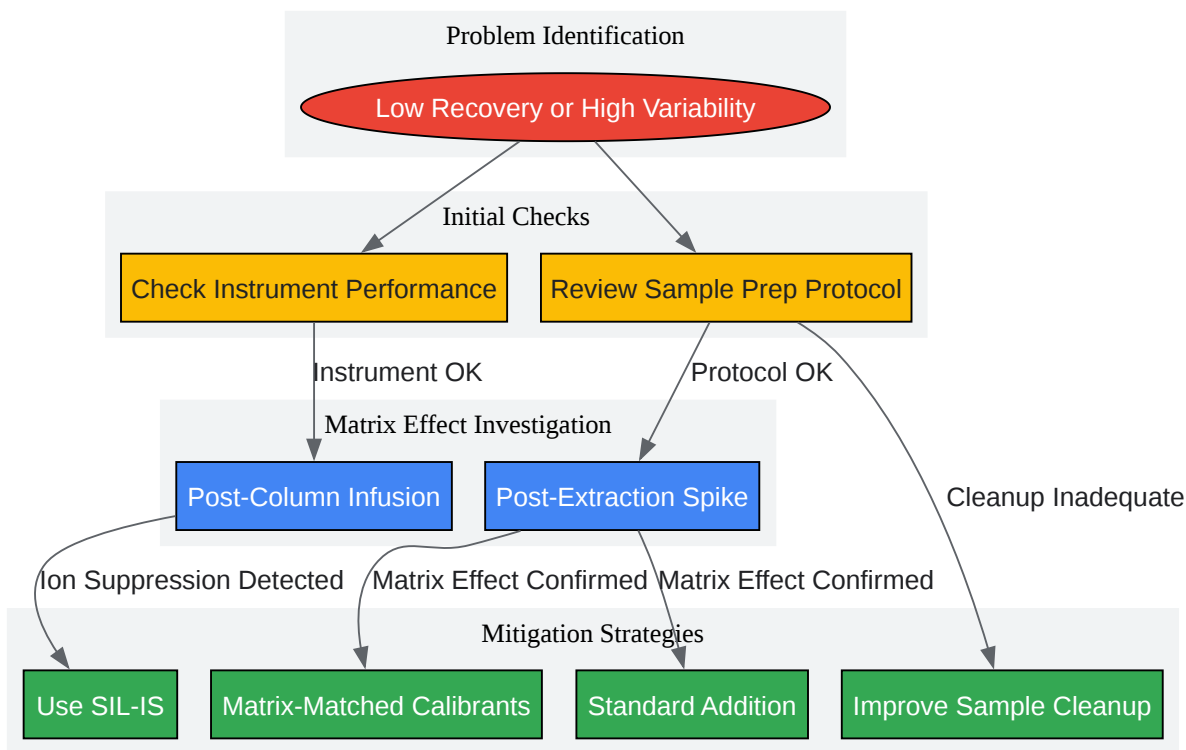 Problem Identification
Low Recovery or High Variability
Initial Checks
Check Instrument Performance
Review Sample Prep Protocol
Instrument OK
Protocol OK
Matrix Effect Investigation
Post-Column Infusion
Post-Extraction Spike
Cleanup Inadequate
Ion Suppression Detected
Matrix Effect Confirmed
Matrix Effect Confirmed
Mitigation Strategies
Use SIL-IS
Matrix-Matched Calibrants
Standard Addition
Improve Sample Cleanup